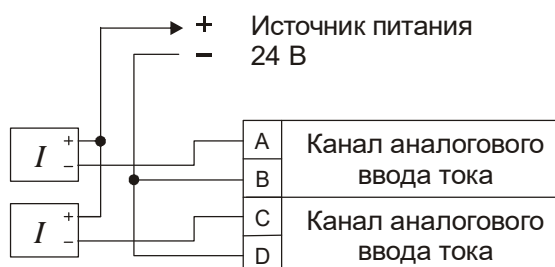 + Источник питания
− 24 В
I + −
A Канал аналогового
B ввода тока
I + −
C Канал аналогового
D ввода тока